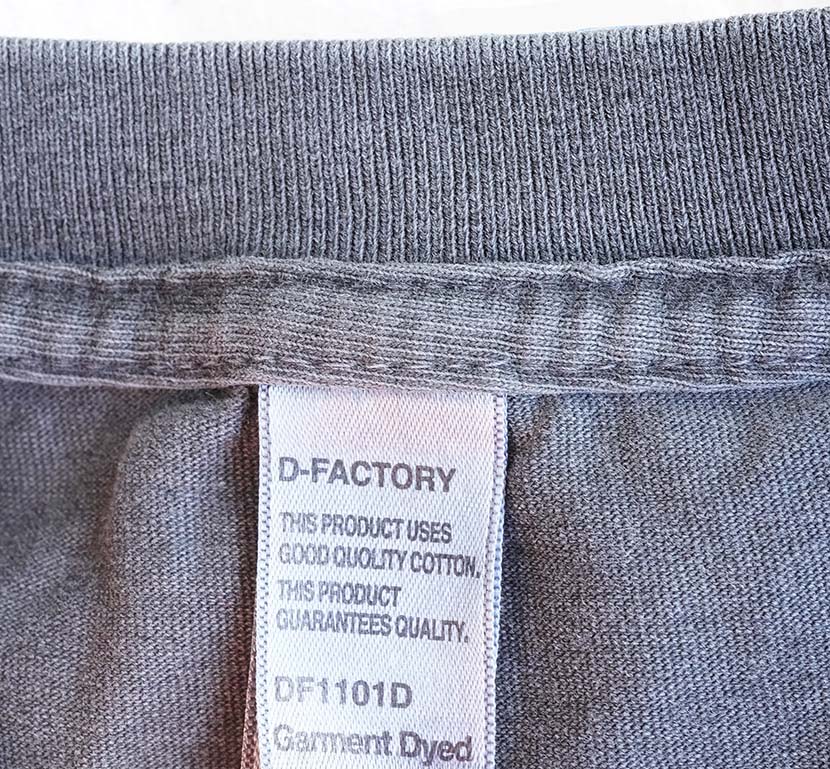 D-FACTORY
THIS PRODUCT USES
GOOD QUOLITY COTTON.
THIS PRODUCT
GUARANTEES QUALITY.
DF1101D
Garment Dyed